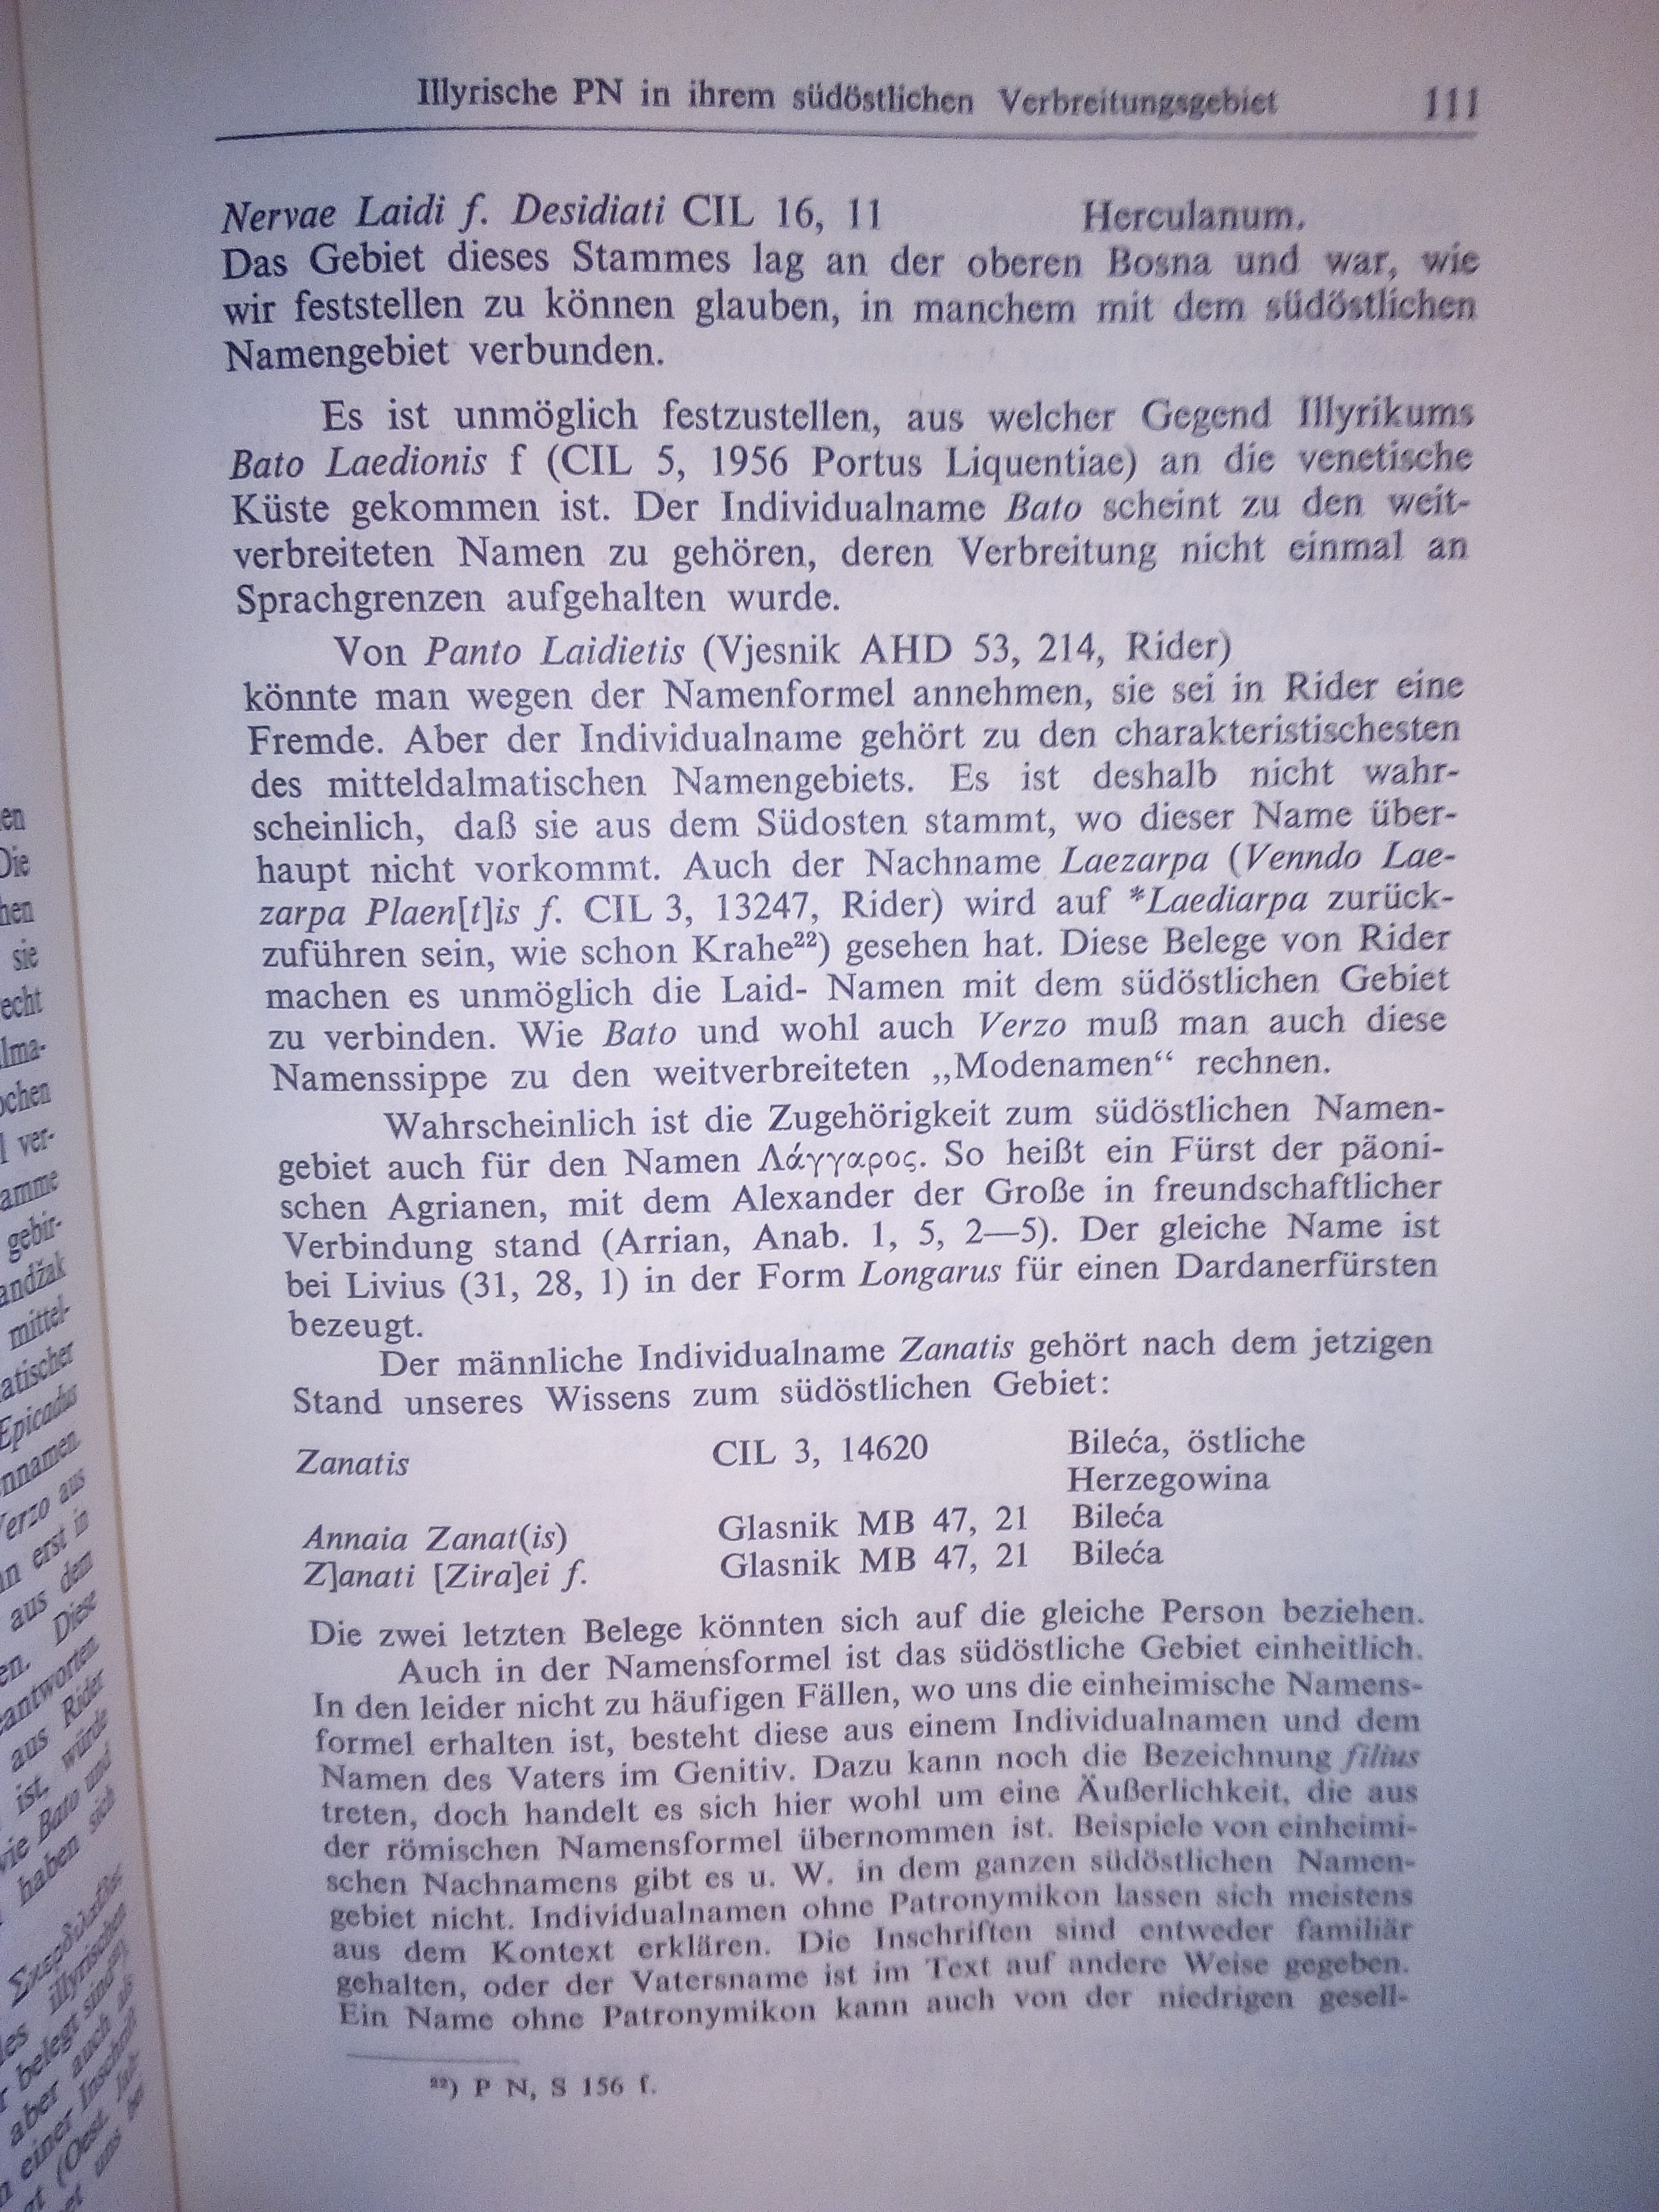 Illyrische PN in ihrem südöstlichen Verbreitungsgebiet 111
Nervae Laidi f. Desidiati CIL 16, 11 Herculanum.
Das Gebiet dieses Stammes lag an der oberen Bosna und war, wie
wir feststellen zu können glauben, in manchem mit dem südöstlichen
Namengebiet verbunden.
Es ist unmöglich festzustellen, aus welcher Gegend Illyrikums
Bato Laedionis f (CIL 5, 1956 Portus Liquentiae) an die venetische
Küste gekommen ist. Der Individualname Bato scheint zu den weit-
verbreiteten Namen zu gehören, deren Verbreitung nicht einmal an
Sprachgrenzen aufgehalten wurde.
Von Panto Laidietis (Vjesnik AHD 53, 214, Rider)
könnte man wegen der Namenformel annehmen, sie sei in Rider eine
Fremde. Aber der Individualname gehört zu den charakteristischesten
des mitteldalmatischen Namengebiets. Es ist deshalb nicht wahr-
scheinlich, daß sie aus dem Südosten stammt, wo dieser Name über-
haupt nicht vorkommt. Auch der Nachname Laezarpa (Venndo Lae-
zarpa Plaen[t]is f. CIL 3, 13247, Rider) wird auf *Laediarpa zurück-
zuführen sein, wie schon Krahe²²) gesehen hat. Diese Belege von Rider
machen es unmöglich die Laid- Namen mit dem südöstlichen Gebiet
zu verbinden. Wie Bato und wohl auch Verzo muß man auch diese
Namenssippe zu den weitverbreiteten „Modenamen“ rechnen.
Wahrscheinlich ist die Zugehörigkeit zum südöstlichen Namen-
gebiet auch für den Namen Λάγγαρος. So heißt ein Fürst der päoni-
schen Agrianen, mit dem Alexander der Große in freundschaftlicher
Verbindung stand (Arrian, Anab. 1, 5, 2—5). Der gleiche Name ist
bei Livius (31, 28, 1) in der Form Longarus für einen Dardanerfürsten
bezeugt.
Der männliche Individualname Zanatis gehört nach dem jetzigen
Stand unseres Wissens zum südöstlichen Gebiet:
Zanatis CIL 3, 14620 Bileća, östliche
Herzegowina
Annaia Zanat(is) Glasnik MB 47, 21 Bileća
Z]anati [Zira]ei f. Glasnik MB 47, 21 Bileća
Die zwei letzten Belege könnten sich auf die gleiche Person beziehen.
Auch in der Namensformel ist das südöstliche Gebiet einheitlich.
In den leider nicht zu häufigen Fällen, wo uns die einheimische Namens-
formel erhalten ist, besteht diese aus einem Individualnamen und dem
Namen des Vaters im Genitiv. Dazu kann noch die Bezeichnung filius
treten, doch handelt es sich hier wohl um eine Äußerlichkeit, die aus
der römischen Namensformel übernommen ist. Beispiele von einheimi-
schen Nachnamens gibt es u. W. in dem ganzen südöstlichen Namen-
gebiet nicht. Individualnamen ohne Patronymikon lassen sich meistens
aus dem Kontext erklären. Die Inschriften sind entweder familiär
gehalten, oder der Vatersname ist im Text auf andere Weise gegeben.
Ein Name ohne Patronymikon kann auch von der niedrigen gesell-
²²) P N, S 156 f.